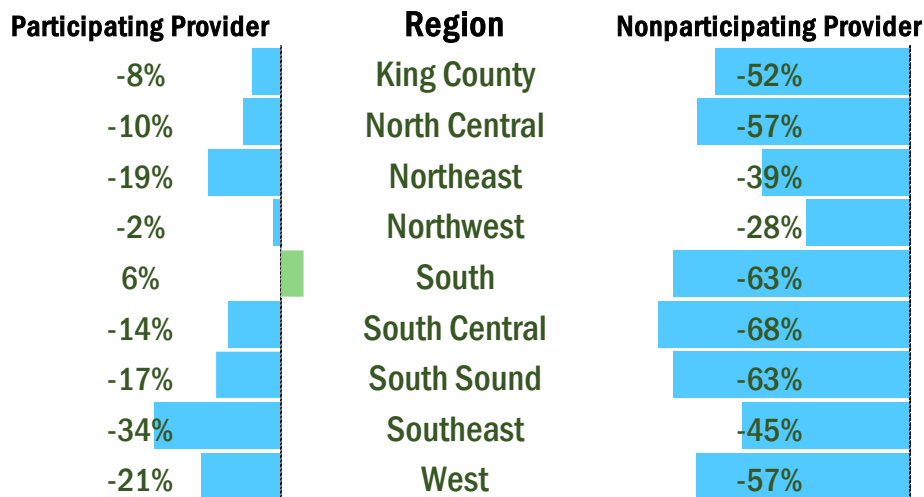 Participating Provider Region Nonparticipating Provider
-8% King County -52%
-10% North Central -57%
-19% Northeast -39%
-2% Northwest -28%
6% South -63%
-14% South Central -68%
-17% South Sound -63%
-34% Southeast -45%
-21% West -57%